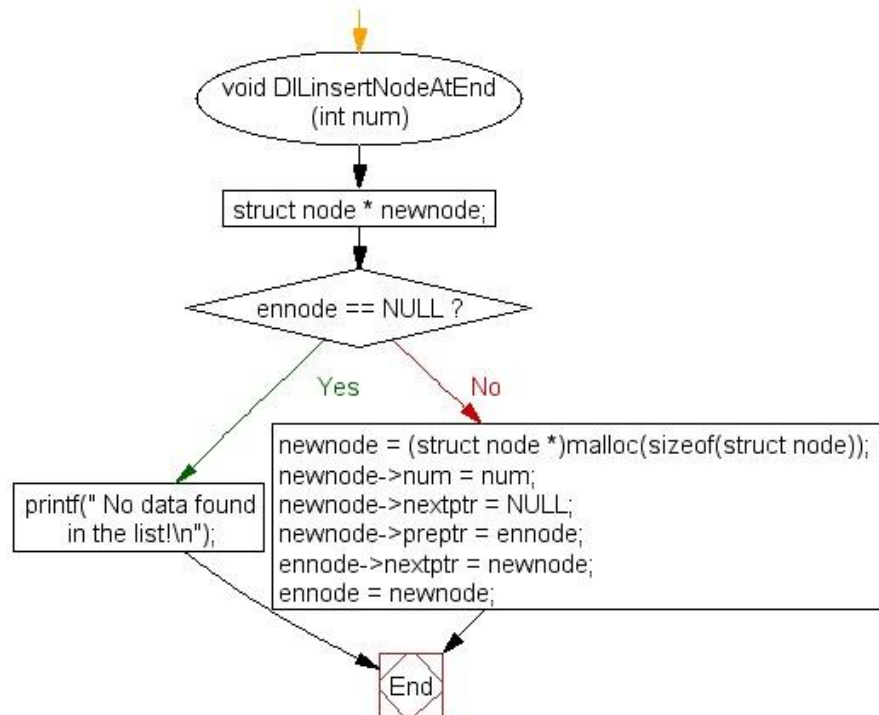 void DlLinsertNodeAtEnd
(int num)
struct node * newnode;
ennode == NULL ?
Yes
No
printf(" No data found
in the list!\n");
newnode = (struct node *)malloc(sizeof(struct node));
newnode->num = num;
newnode->nextptr = NULL;
newnode->preptr = ennode;
ennode->nextptr = newnode;
ennode = newnode;
End